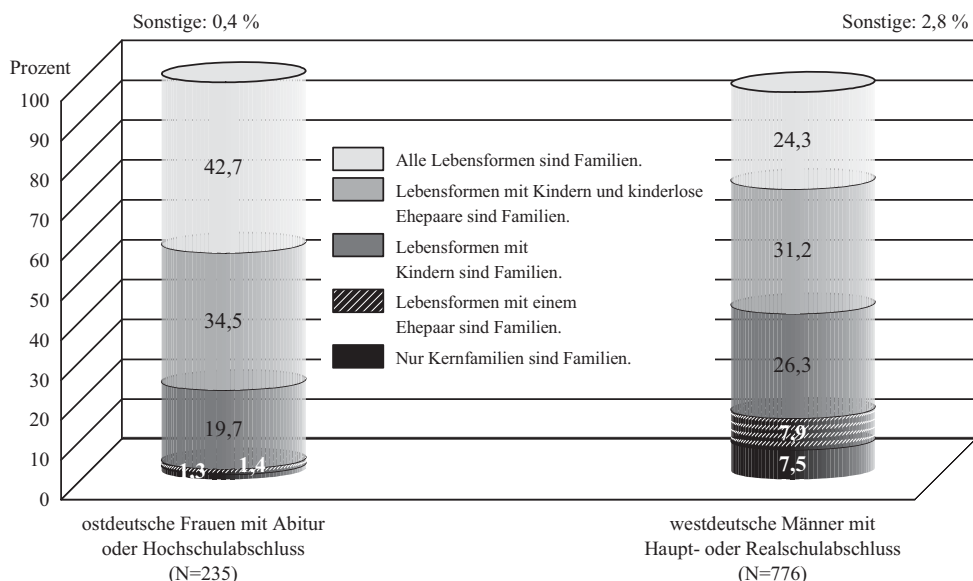 Sonstige: 0,4 %
Sonstige: 2,8 %
Prozent
100
90
80
70
60
50
40
30
20
10
0
42,7
34,5
19,7
1,3
1,4
Alle Lebensformen sind Familien.
Lebensformen mit Kindern und kinderlose
Ehepaare sind Familien.
Lebensformen mit
Kindern sind Familien.
Lebensformen mit einem
Ehepaar sind Familien.
Nur Kernfamilien sind Familien.
24,3
31,2
26,3
7,9
7,5
ostdeutsche Frauen mit Abitur
oder Hochschulabschluss
(N=235)
westdeutsche Männer mit
Haupt- oder Realschulabschluss
(N=776)